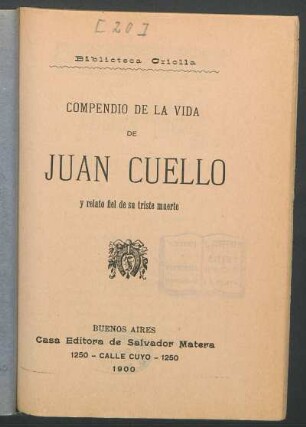 [20]
Biblioteca Criolla
COMPENDIO DE LA VIDA
DE
JUAN CUELLO
y relato fiel de su triste muerte
BUENOS AIRES
Casa Editora de Salvador Matera
1250 - CALLE CUYO - 1250
1900